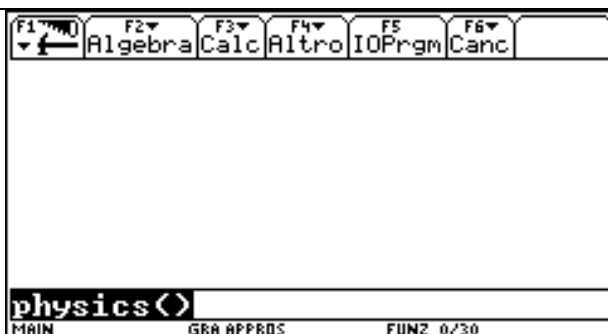 F1 F2 F3 F4 F5 F6
Algebra Calc Altro IOPrgm Canc
physics()
MAIN GRA APPROS FUNZ 0/30